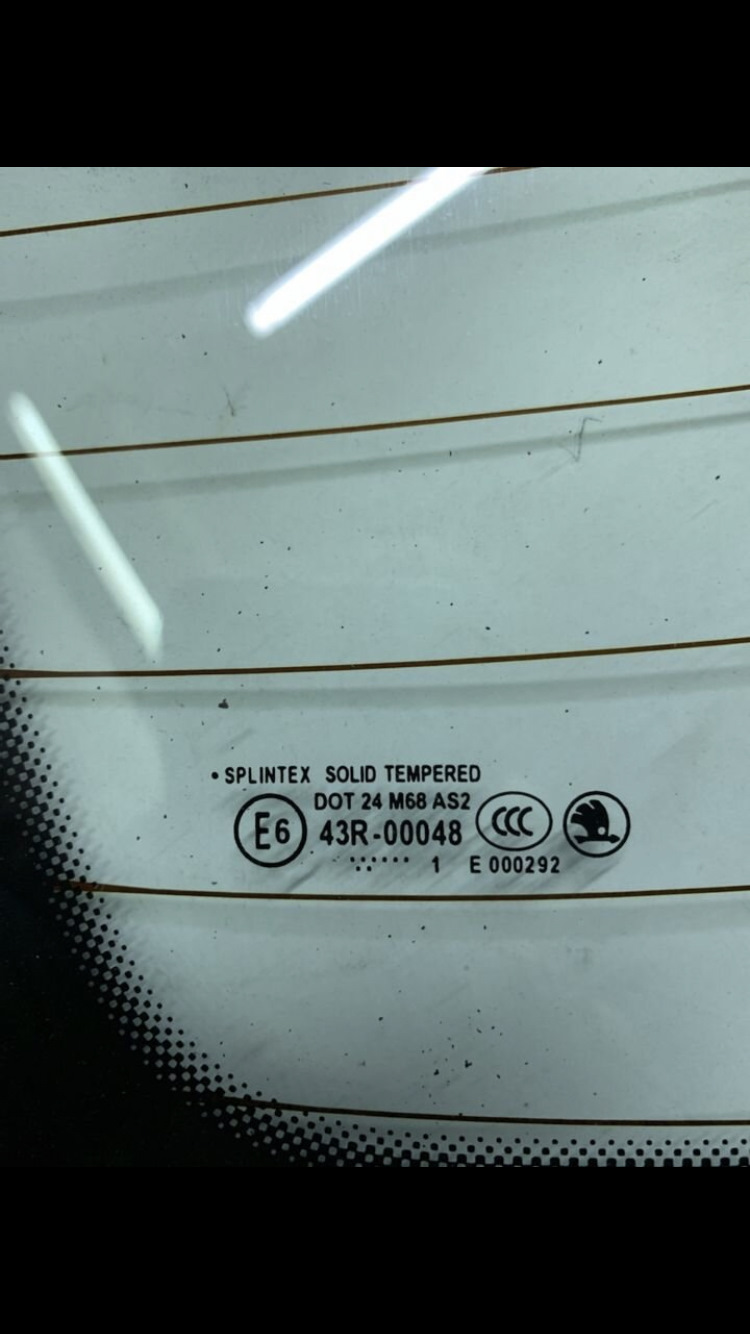 • SPLINTEX SOLID TEMPERED
DOT 24 M68 AS2
E6 43R-00048 CCC
••••••••• 1 E 000292